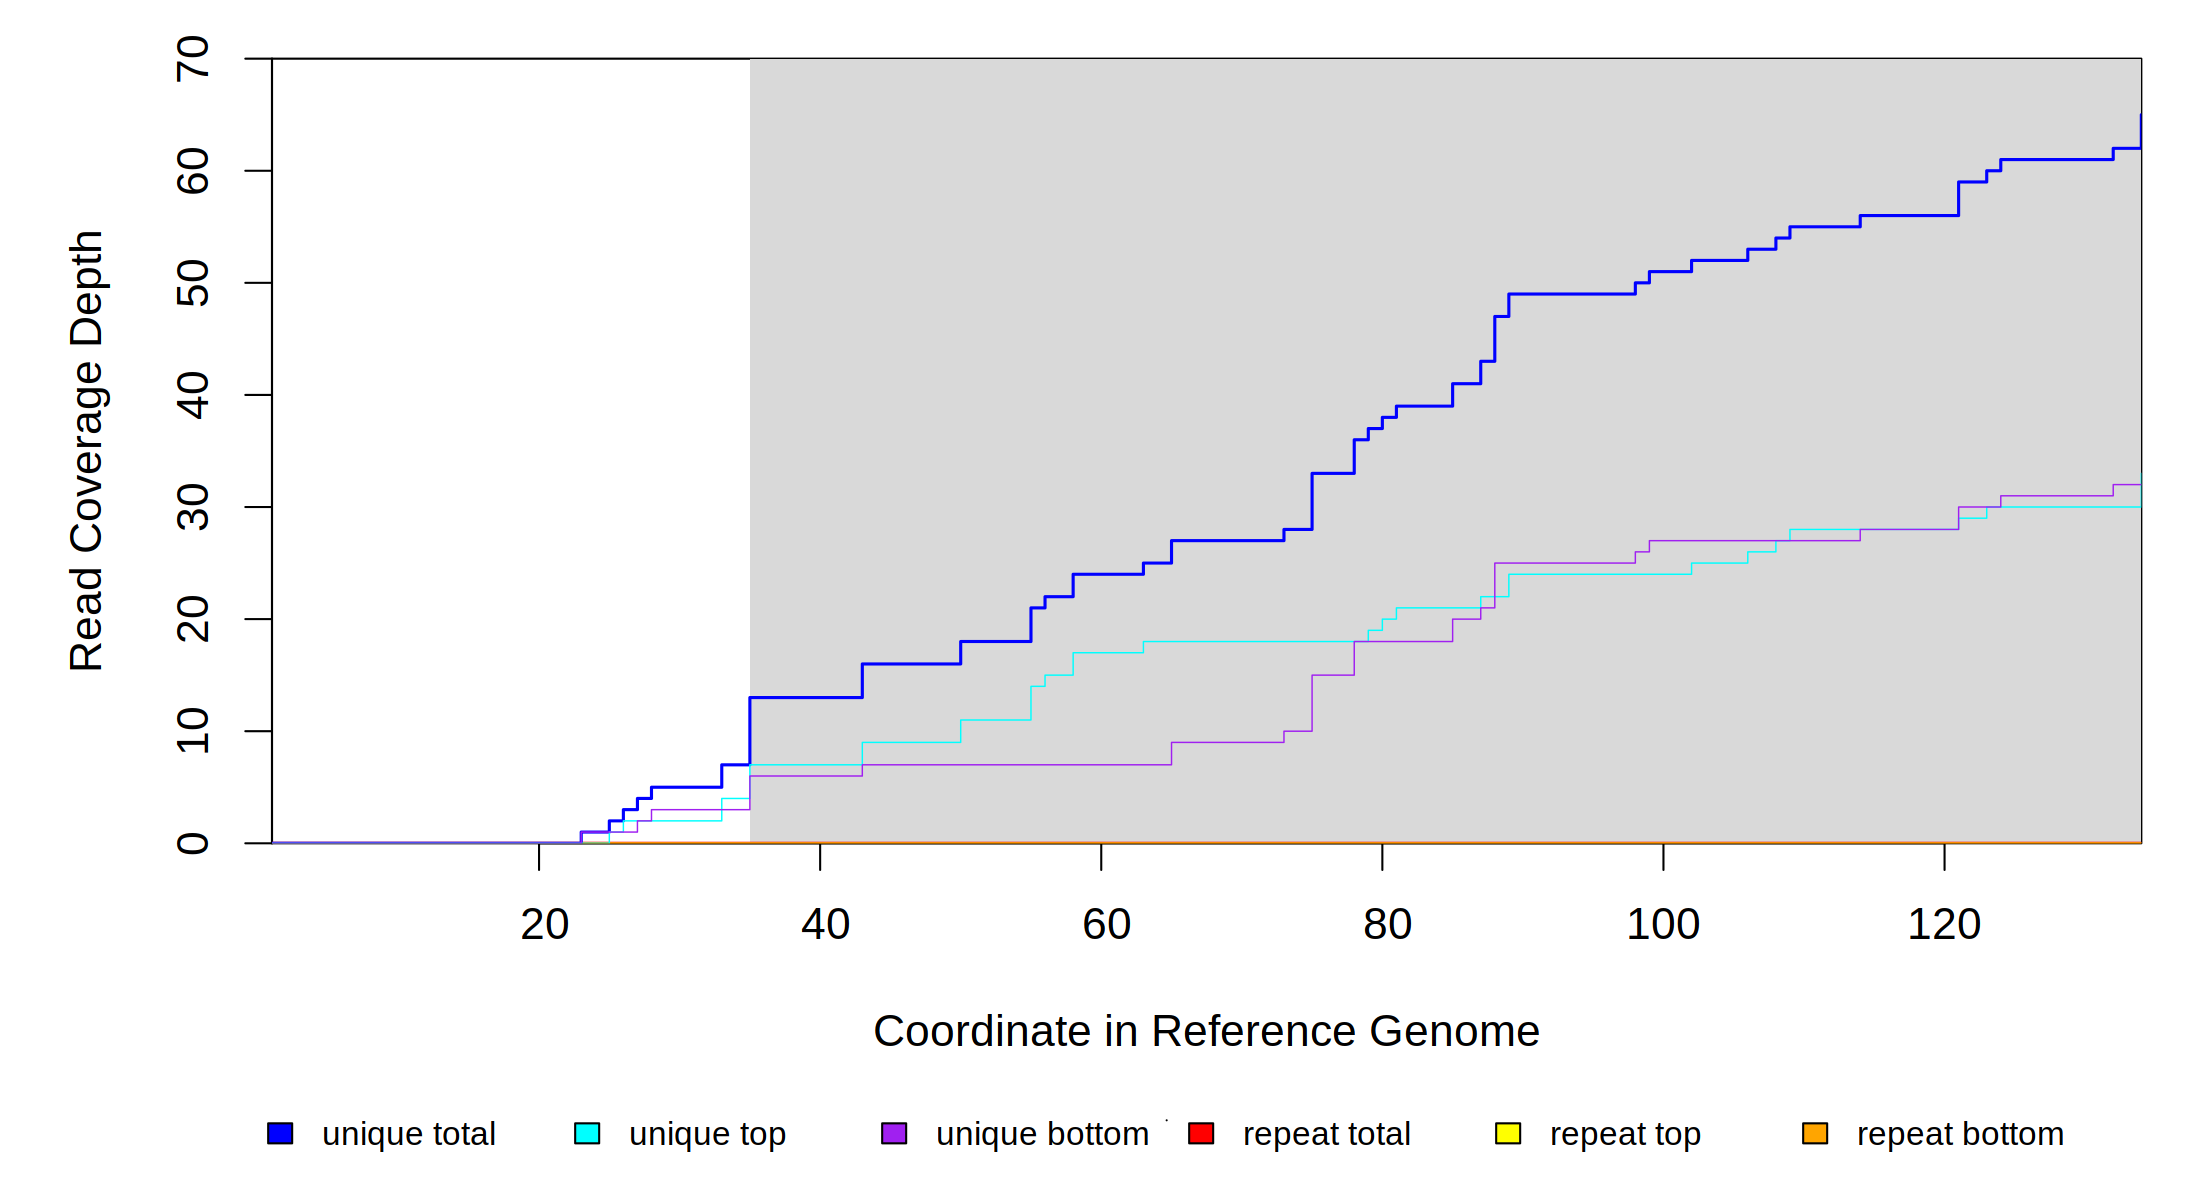 70
60
50
40
30
20
10
0
Read Coverage Depth
20 40 60 80 100 120
Coordinate in Reference Genome
unique total unique top unique bottom repeat total repeat top repeat bottom